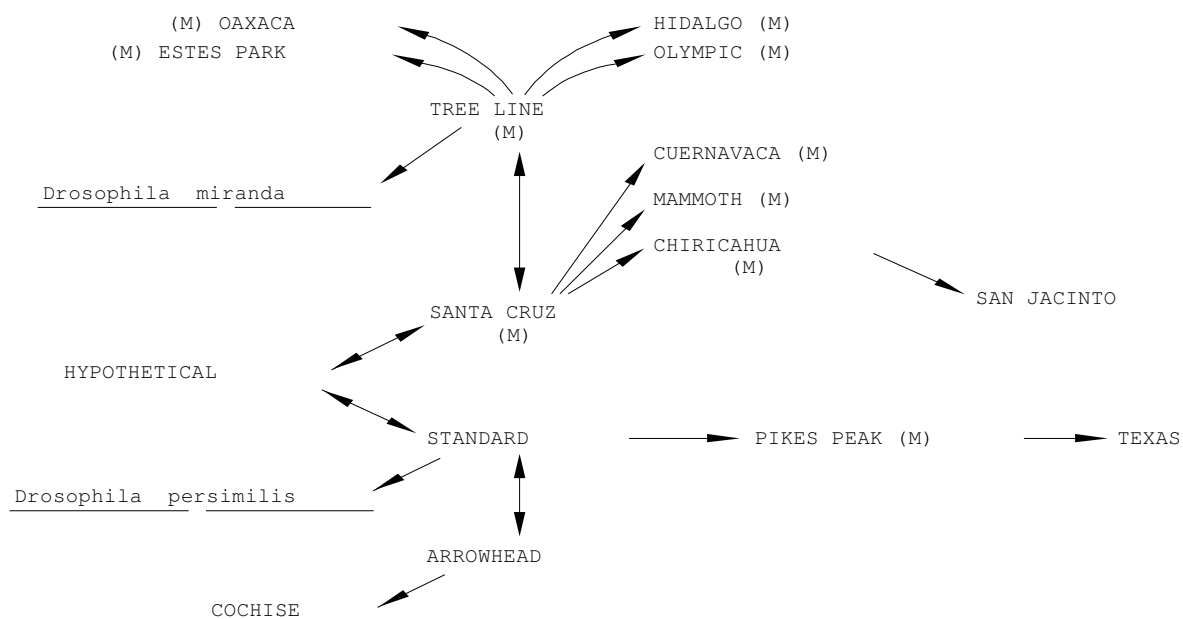 (M) OAXACA
HIDALGO (M)
(M) ESTES PARK
OLYMPIC (M)
TREE LINE
(M)
CUERNAVACA (M)
Drosophila miranda
MAMMOTH (M)
CHIRICAHUA
(M)
SAN JACINTO
SANTA CRUZ
(M)
HYPOTHETICAL
STANDARD
PIKES PEAK (M)
TEXAS
Drosophila persimilis
ARROWHEAD
COCHISE